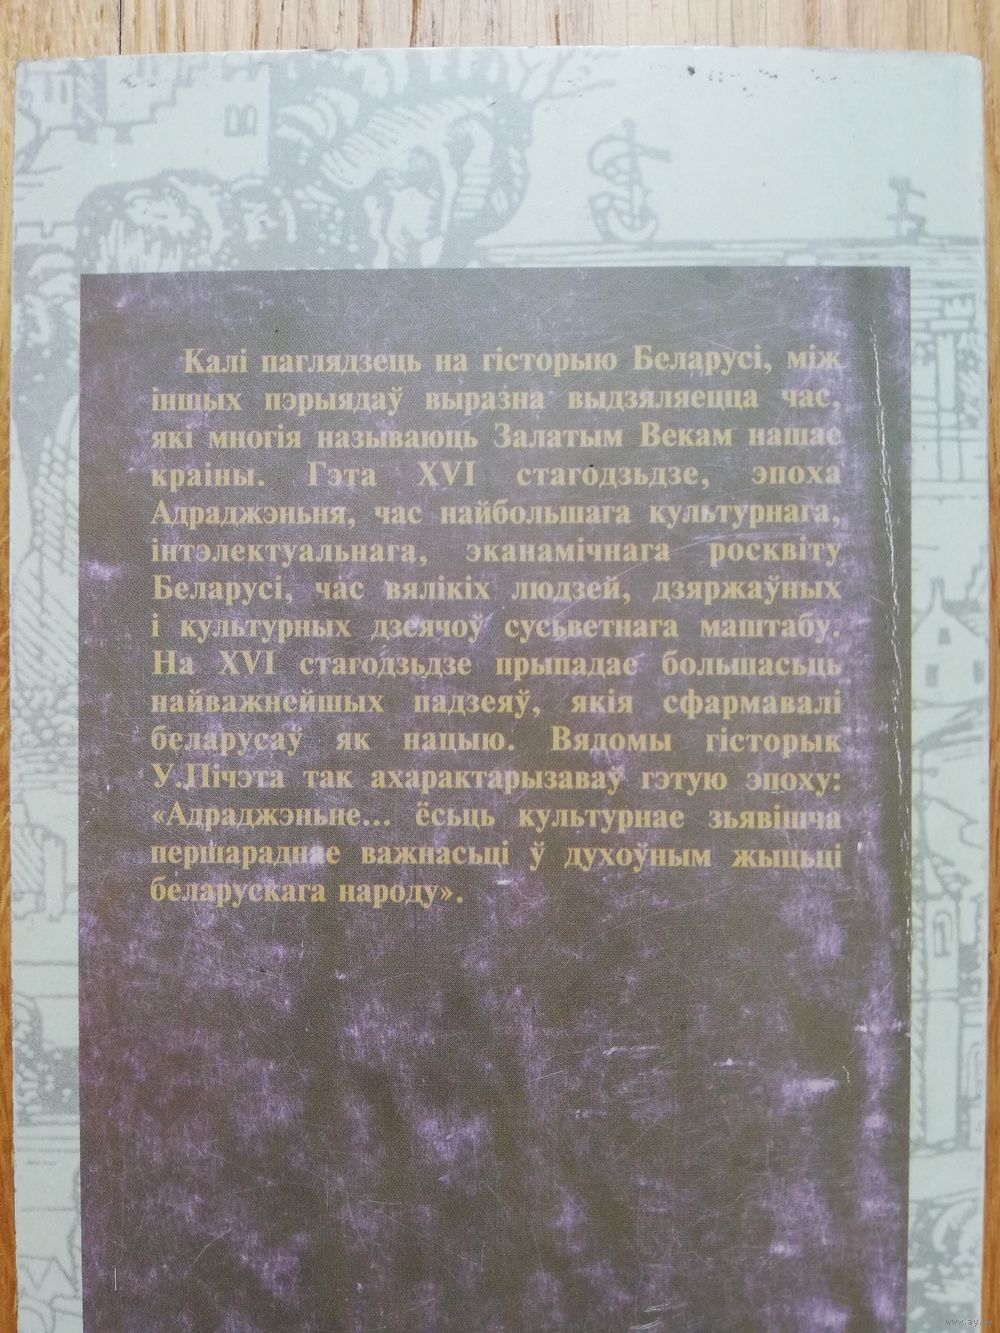 Калі паглядзець на гісторыю Беларусі, між
іншых пэрыядаў выразна выдзяляецца час,
які многія называюць Залатым Векам нашае
краіны. Гэта XVI стагодзьдзе, эпоха
Адраджэньня, час найбольшага культурнага,
інтэлектуальнага, эканамічнага росквіту
Беларусі, час вялікіх людзей, дзяржаўных
і культурных дзеячоў сусьветнага маштабу.
На XVI стагодзьдзе прыпадае большасьць
найважнейшых падзеяў, якія сфармавалі
беларусаў як нацыю. Вядомы гісторык
У.Пічэта так ахарактарызаваў гэтую эпоху:
«Адраджэньне... ёсьць культурнае зьявішча
першараднае важнасьці ў духоўным жыцьці
беларускага народу».